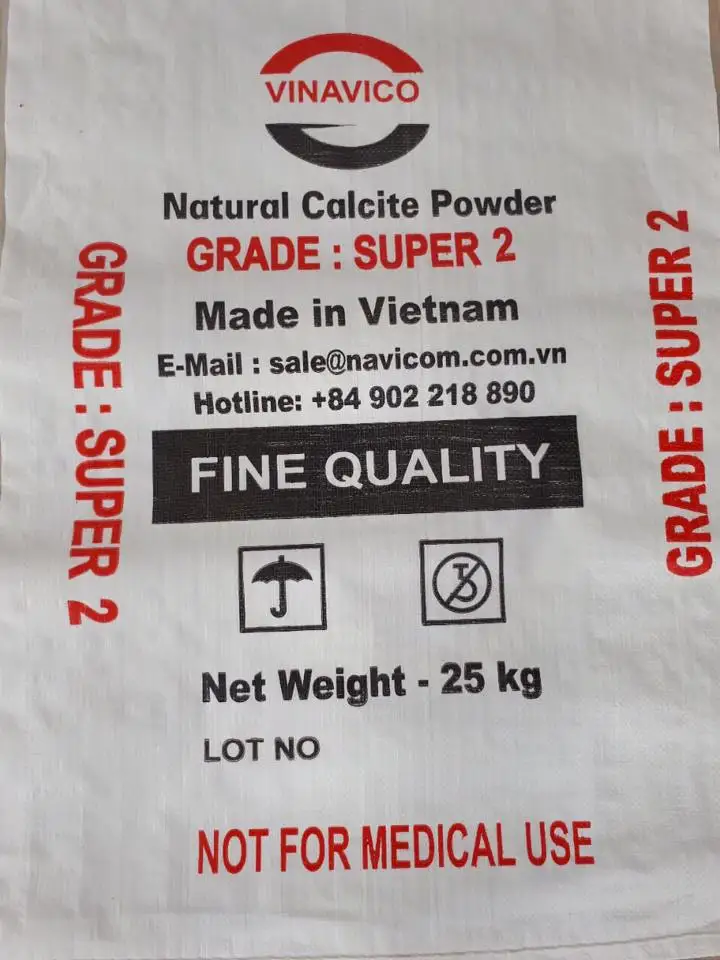 VINAVICO
Natural Calcite Powder
GRADE : SUPER 2
Made in Vietnam
E-Mail : sale@navicom.com.vn
Hotline: +84 902 218 890
FINE QUALITY
Net Weight - 25 kg
LOT NO
NOT FOR MEDICAL USE
GRADE : SUPER 2
GRADE : SUPER 2